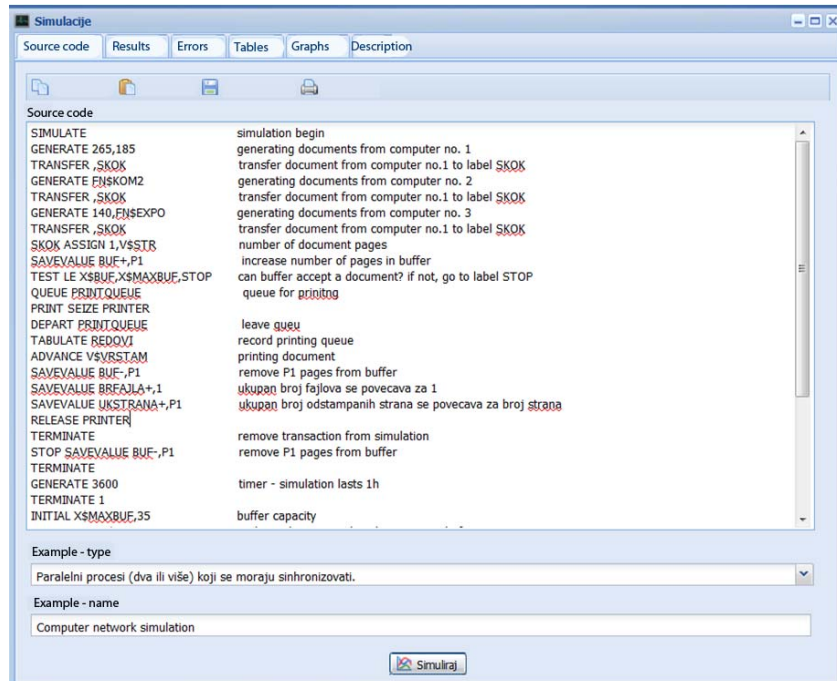 Simulacije
Source code Results Errors Tables Graphs Description
Source code
SIMULATE simulation begin
GENERATE 265,185 generating documents from computer no. 1
TRANSFER ,SKOK transfer document from computer no.1 to label SKOK
GENERATE FN$KOM2 generating documents from computer no. 2
TRANSFER ,SKOK transfer document from computer no.1 to label SKOK
GENERATE 140,FN$EXPO generating documents from computer no. 3
TRANSFER ,SKOK transfer document from computer no.1 to label SKOK
SKOK ASSIGN 1,V$STR number of document pages
SAVEVALUE BUF+,P1 increase number of pages in buffer
TEST LE X$BUF,X$MAXBUF,STOP can buffer accept a document? if not, go to label STOP
QUEUE PRINTQUEUE queue for prinitng
PRINT SEIZE PRINTER
DEPART PRINTQUEUE leave queu
TABULATE REDOVI record printing queue
ADVANCE V$VRSTAM printing document
SAVEVALUE BUF-,P1 remove P1 pages from buffer
SAVEVALUE BRFAJLA+,1 ukupan broj fajlova se povecava za 1
SAVEVALUE UKSTRANA+,P1 ukupan broj odstampanih strana se povecava za broj strana
RELEASE PRINTER
TERMINATE remove transaction from simulation
STOP SAVEVALUE BUF-,P1 remove P1 pages from buffer
TERMINATE
GENERATE 3600 timer - simulation lasts 1h
TERMINATE 1
INITIAL X$MAXBUF,35 buffer capacity
Example - type
Paralelni procesi (dva ili više) koji se moraju sinhronizovati.
Example - name
Computer network simulation
Simuliraj